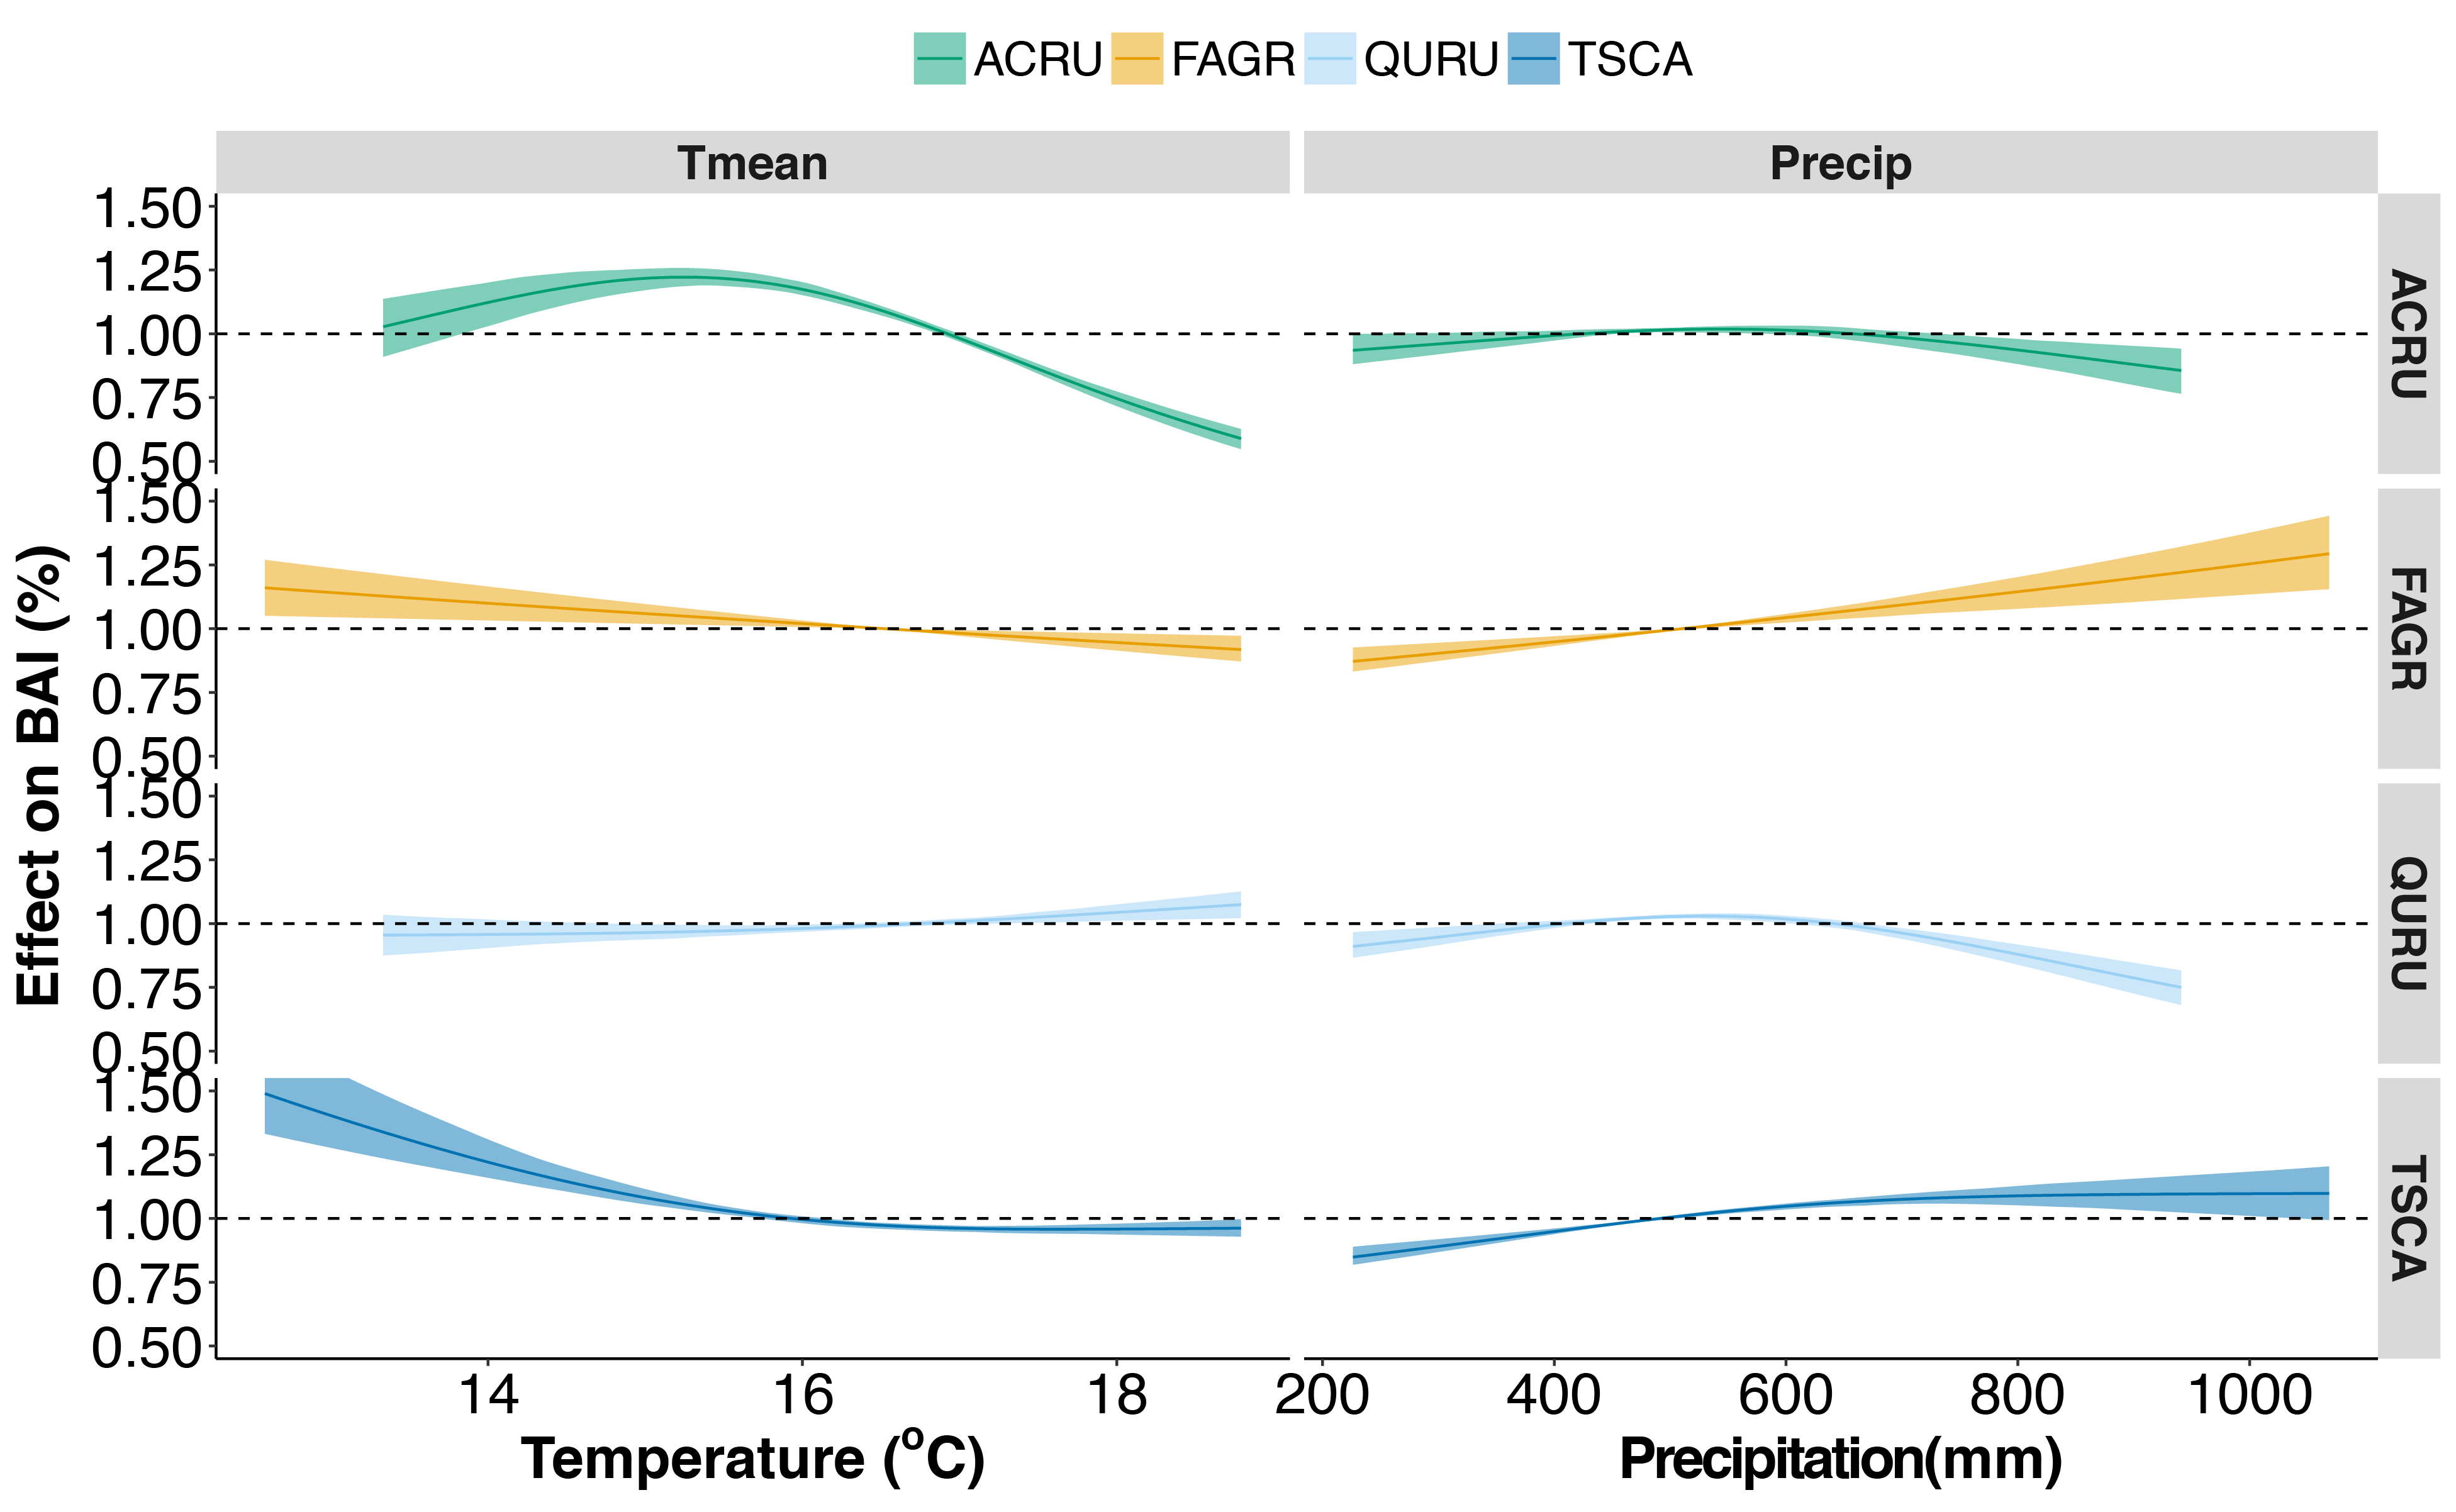 ACRU FAGR QURU TSCA
Tmean Precip
Effect on BAI (%)
1.50
1.25
1.00
0.75
0.50
ACRU
1.50
1.25
1.00
0.75
0.50
FAGR
1.50
1.25
1.00
0.75
0.50
QURU
1.50
1.25
1.00
0.75
0.50
TSCA
14 16 18 200 400 600 800 1000
Temperature (°C) Precipitation(mm)